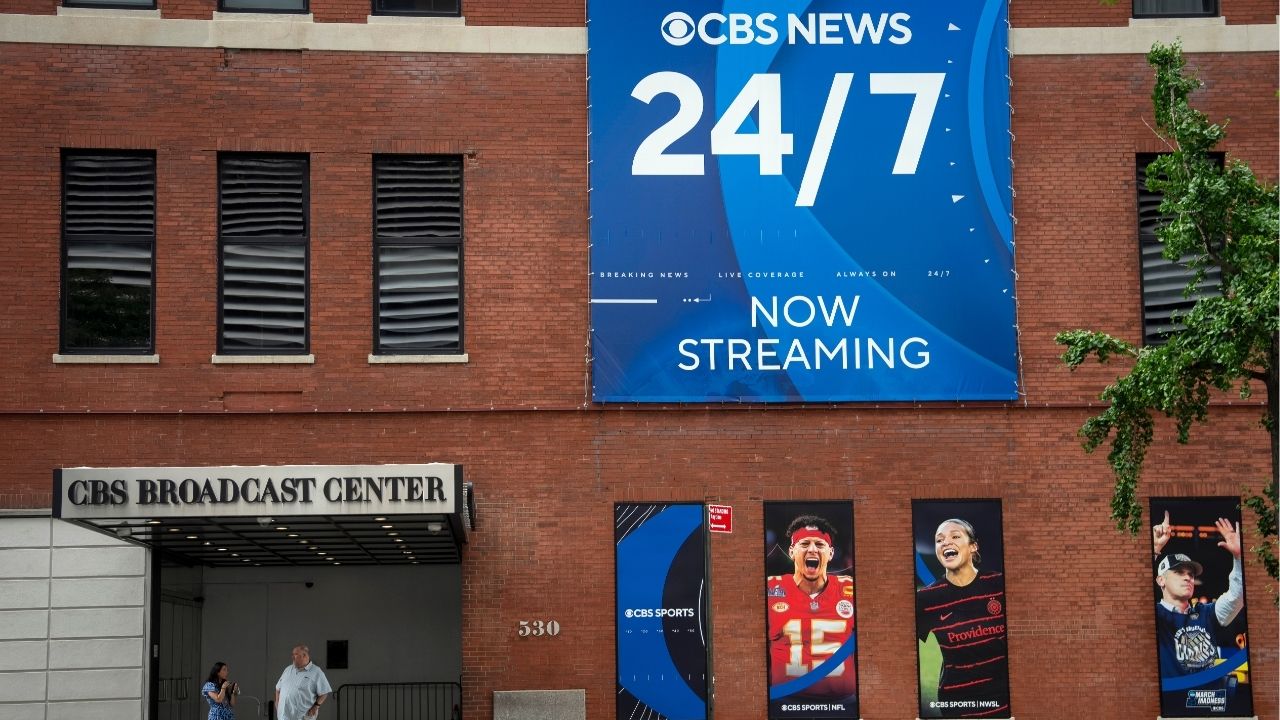 CBS NEWS
24/7
BREAKING NEWS LIVE COVERAGE ALWAYS ON 24/7
NOW
STREAMING
CBS BROADCAST CENTER
530
CBS SPORTS
15
CBS SPORTS | NFL
Providence
CBS SPORTS | NWSL
MARCH
MADNESS
CBS